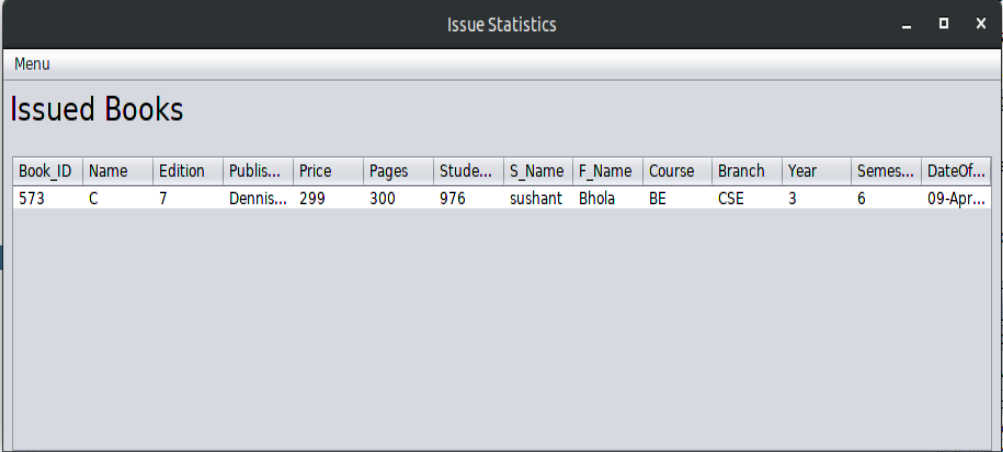 Issue Statistics
Menu
Issued Books
Book_ID Name Edition Publis... Price Pages Stude... S_Name F_Name Course Branch Year Semes... DateOf...
573 C 7 Dennis... 299 300 976 sushant Bhola BE CSE 3 6 09-Apr...